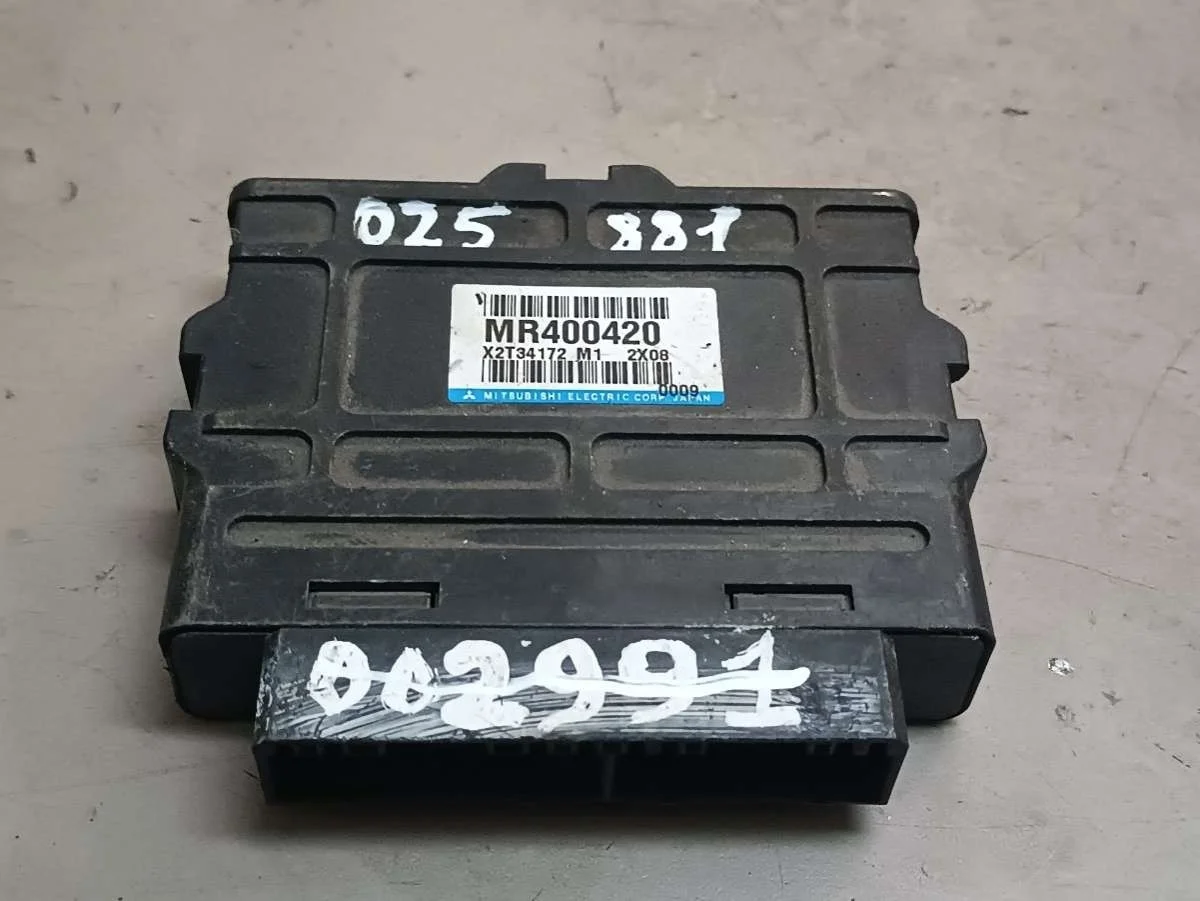 025 881
MR400420
X2T34172 M1 2X08
0009
MITSUBISHI ELECTRIC CORP JAPAN
002991